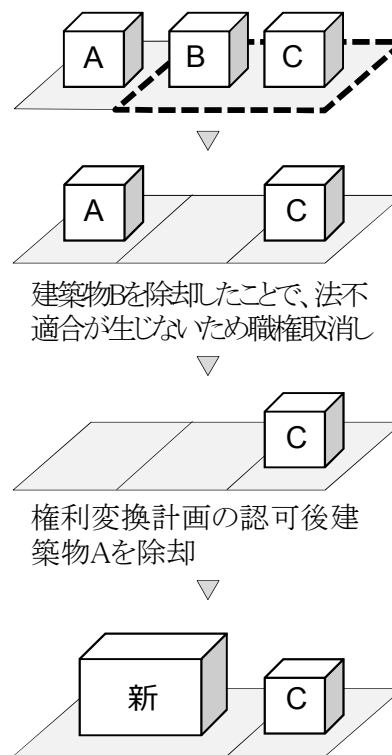 A B C
A C
建築物Bを除却したことで、法不
適合が生じないため職権取消し
C
権利変換計画の認可後建
築物Aを除却
新 C